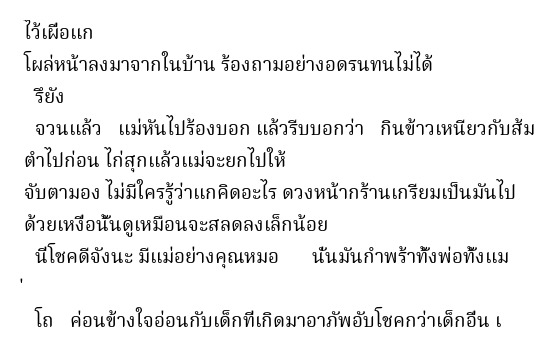 ไว้เผื่อแก
โผล่หน้าลงมาจากในบ้าน ร้องถามอย่างอดรนทนไม่ได้
รึยัง
จวนแล้ว แม่หันไปร้องบอก แล้วรีบบอกว่า กินข้าวเหนียวกับส้ม
ตำไปก่อน ไก่สุกแล้วแม่จะยกไปให้
จับตามอง ไม่มีใครรู้ว่าแกคิดอะไร ดวงหน้ากร้านเกรียมเป็นมันไป
ด้วยเหงื่อนั้นดูเหมือนจะสลดลงเล็กน้อย
นี่โชคดีจังนะ มีแม่อย่างคุณหมอ นั่นมันกำพร้าทั้งพ่อทั้งแม
่
โถ ค่อนข้างใจอ่อนกับเด็กที่เกิดมาอาภัพอับโชคกว่าเด็กอื่น เ